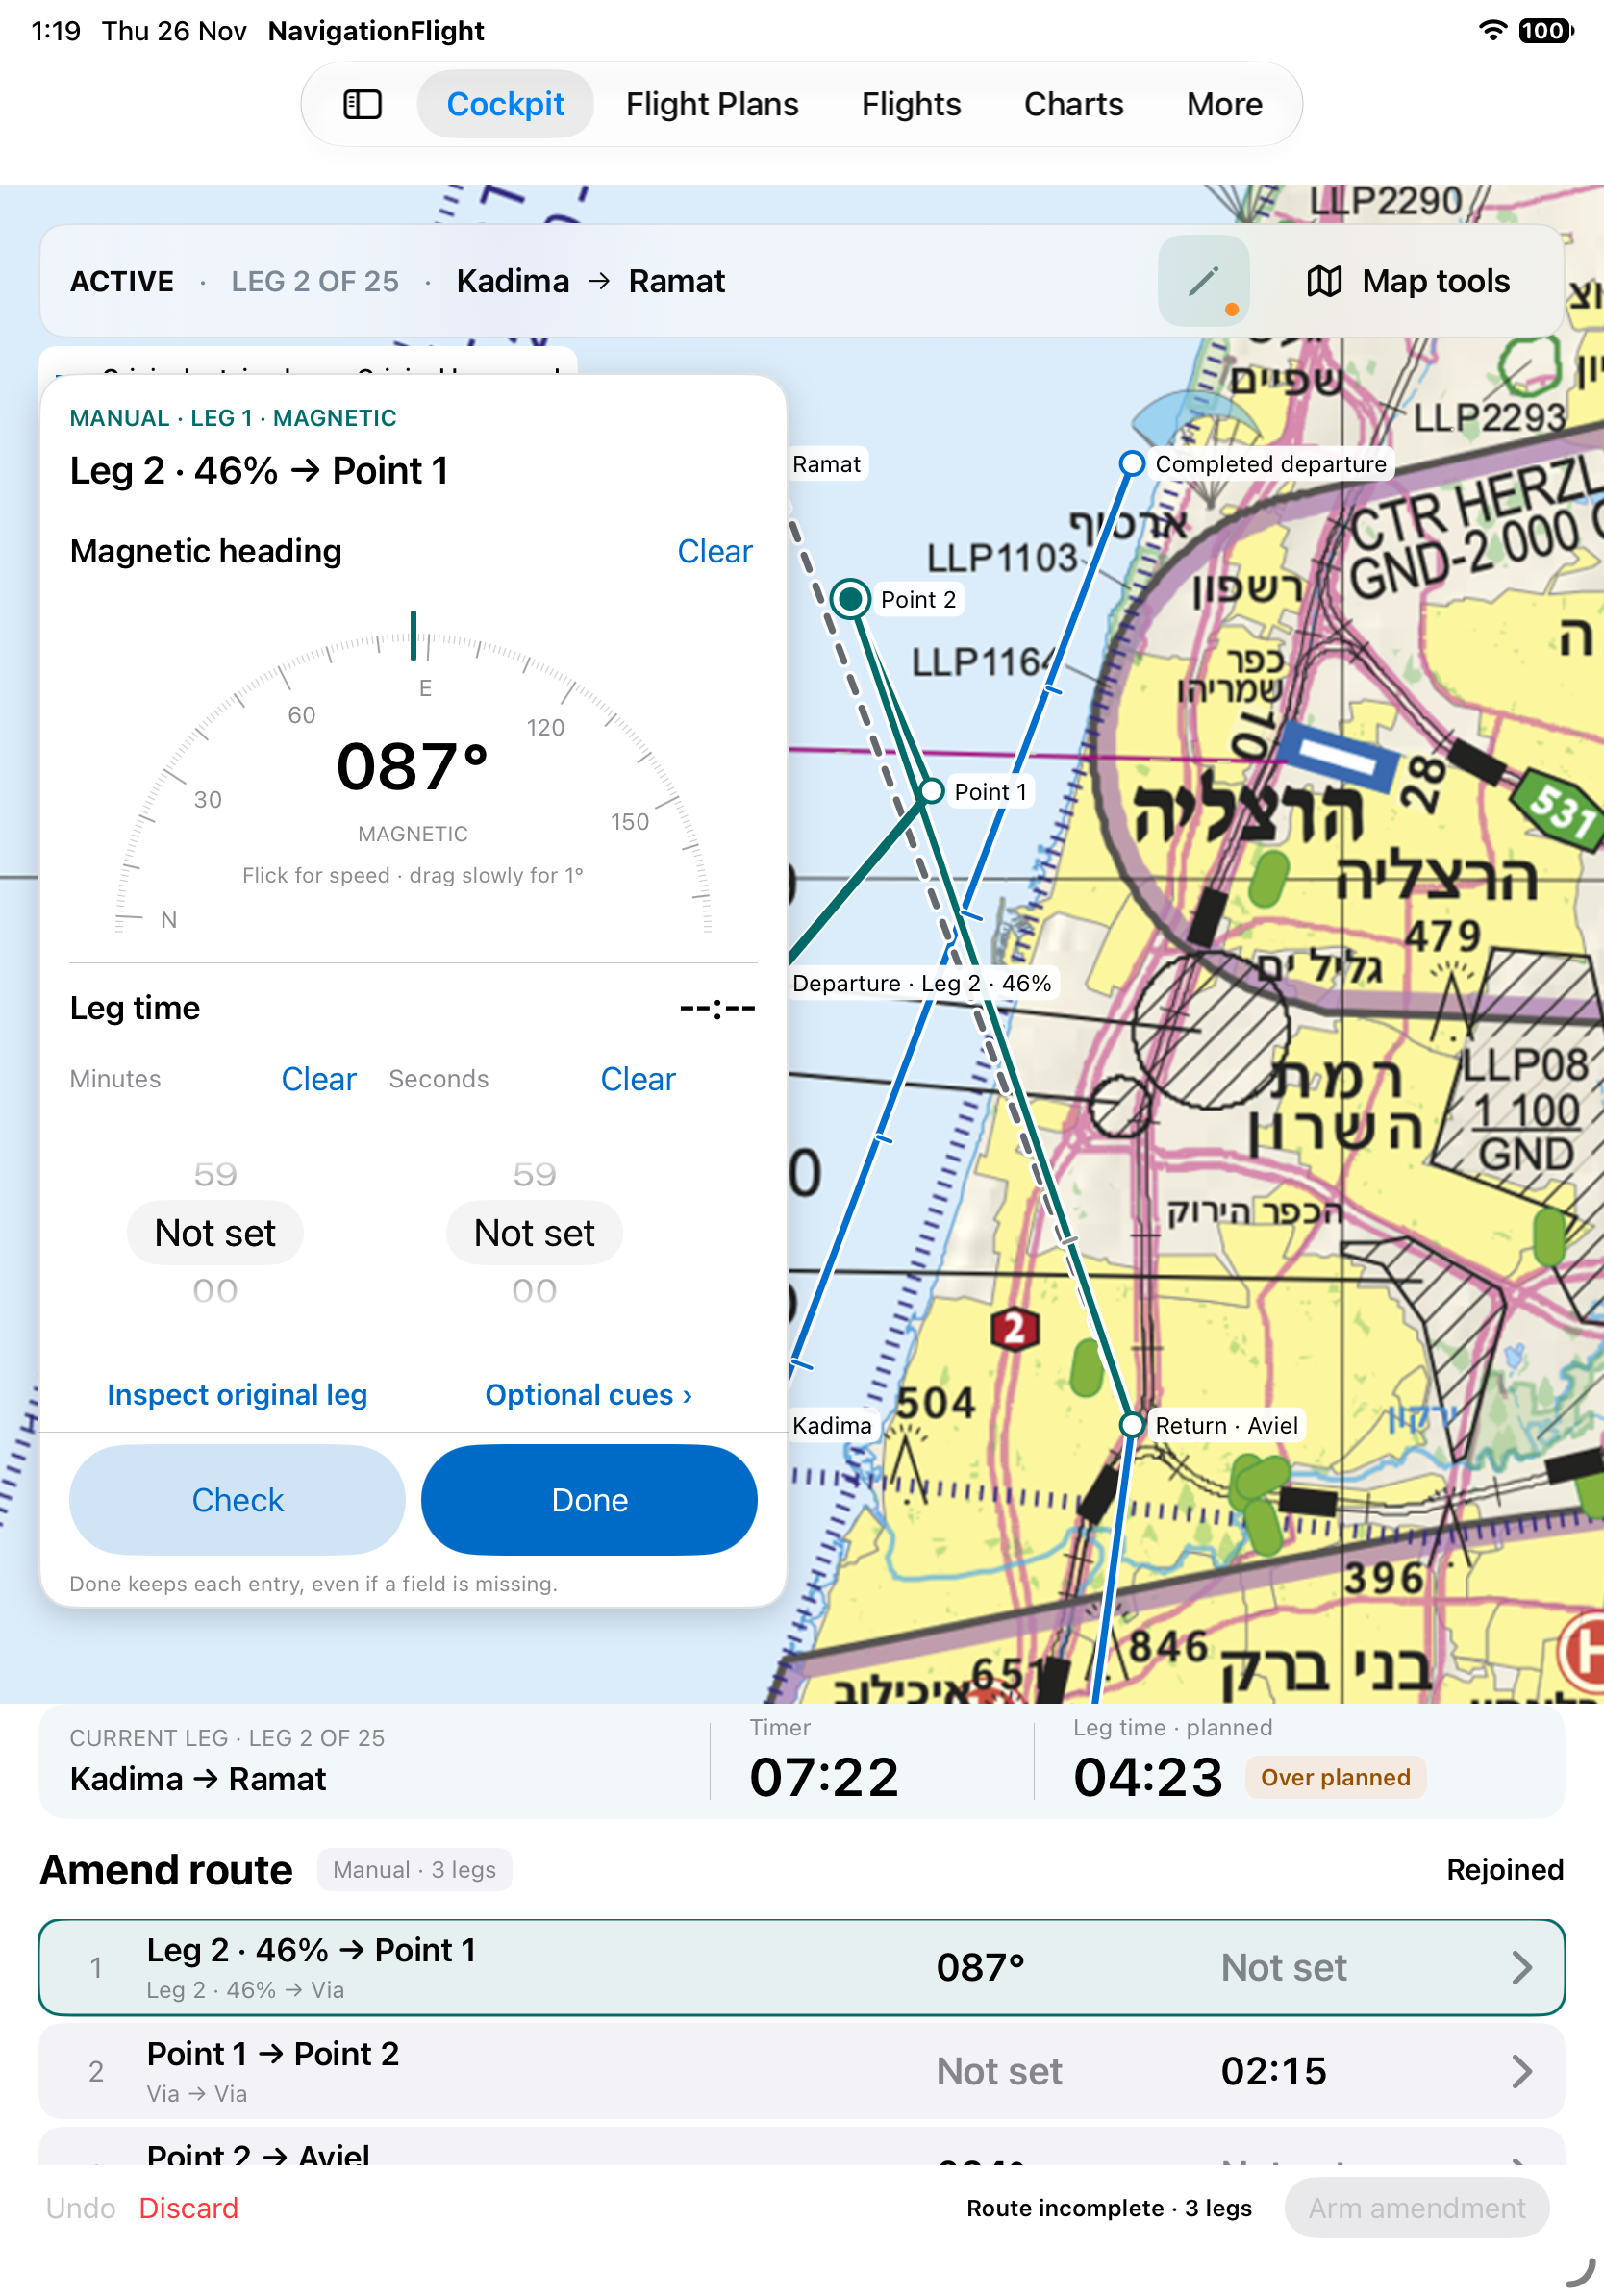 1:19 Thu 26 Nov NavigationFlight
100
Cockpit Flight Plans Flights Charts More
LLP2290
ACTIVE · LEG 2 OF 25 · Kadima → Ramat
Map tools
שפיים
LLP2293
MANUAL · LEG 1 · MAGNETIC
Leg 2 · 46% → Point 1
Ramat
Completed departure
CTR HERZL
GND-2 000
ארסוף
Magnetic heading Clear
LLP1103
רשפון
Point 2
LLP1164
כפר
שמריהו
ה
E
60
120
087°
30
150
MAGNETIC
Flick for speed · drag slowly for 1°
N
10
28
531
Point 1
הרצליה
הרצליה
479
גליל ים
Leg time --:--
Departure · Leg 2 · 46%
Minutes Clear Seconds Clear
רמת
השרון
LLP08
1 100
GND
59 59
Not set Not set
00 00
0
הכפר הירוק
2
Inspect original leg Optional cues ›
504
Kadima
Return · Aviel
ירקון
Check Done
Done keeps each entry, even if a field is missing.
396
846
651
בני ברק
איכילוב
H
CURRENT LEG · LEG 2 OF 25
Kadima → Ramat
Timer
07:22
Leg time · planned
04:23 Over planned
Amend route Manual · 3 legs Rejoined
1 Leg 2 · 46% → Point 1 087° Not set
Leg 2 · 46% → Via
2 Point 1 → Point 2 Not set 02:15
Via → Via
Point 2 → Aviel
Undo Discard Route incomplete · 3 legs Arm amendment